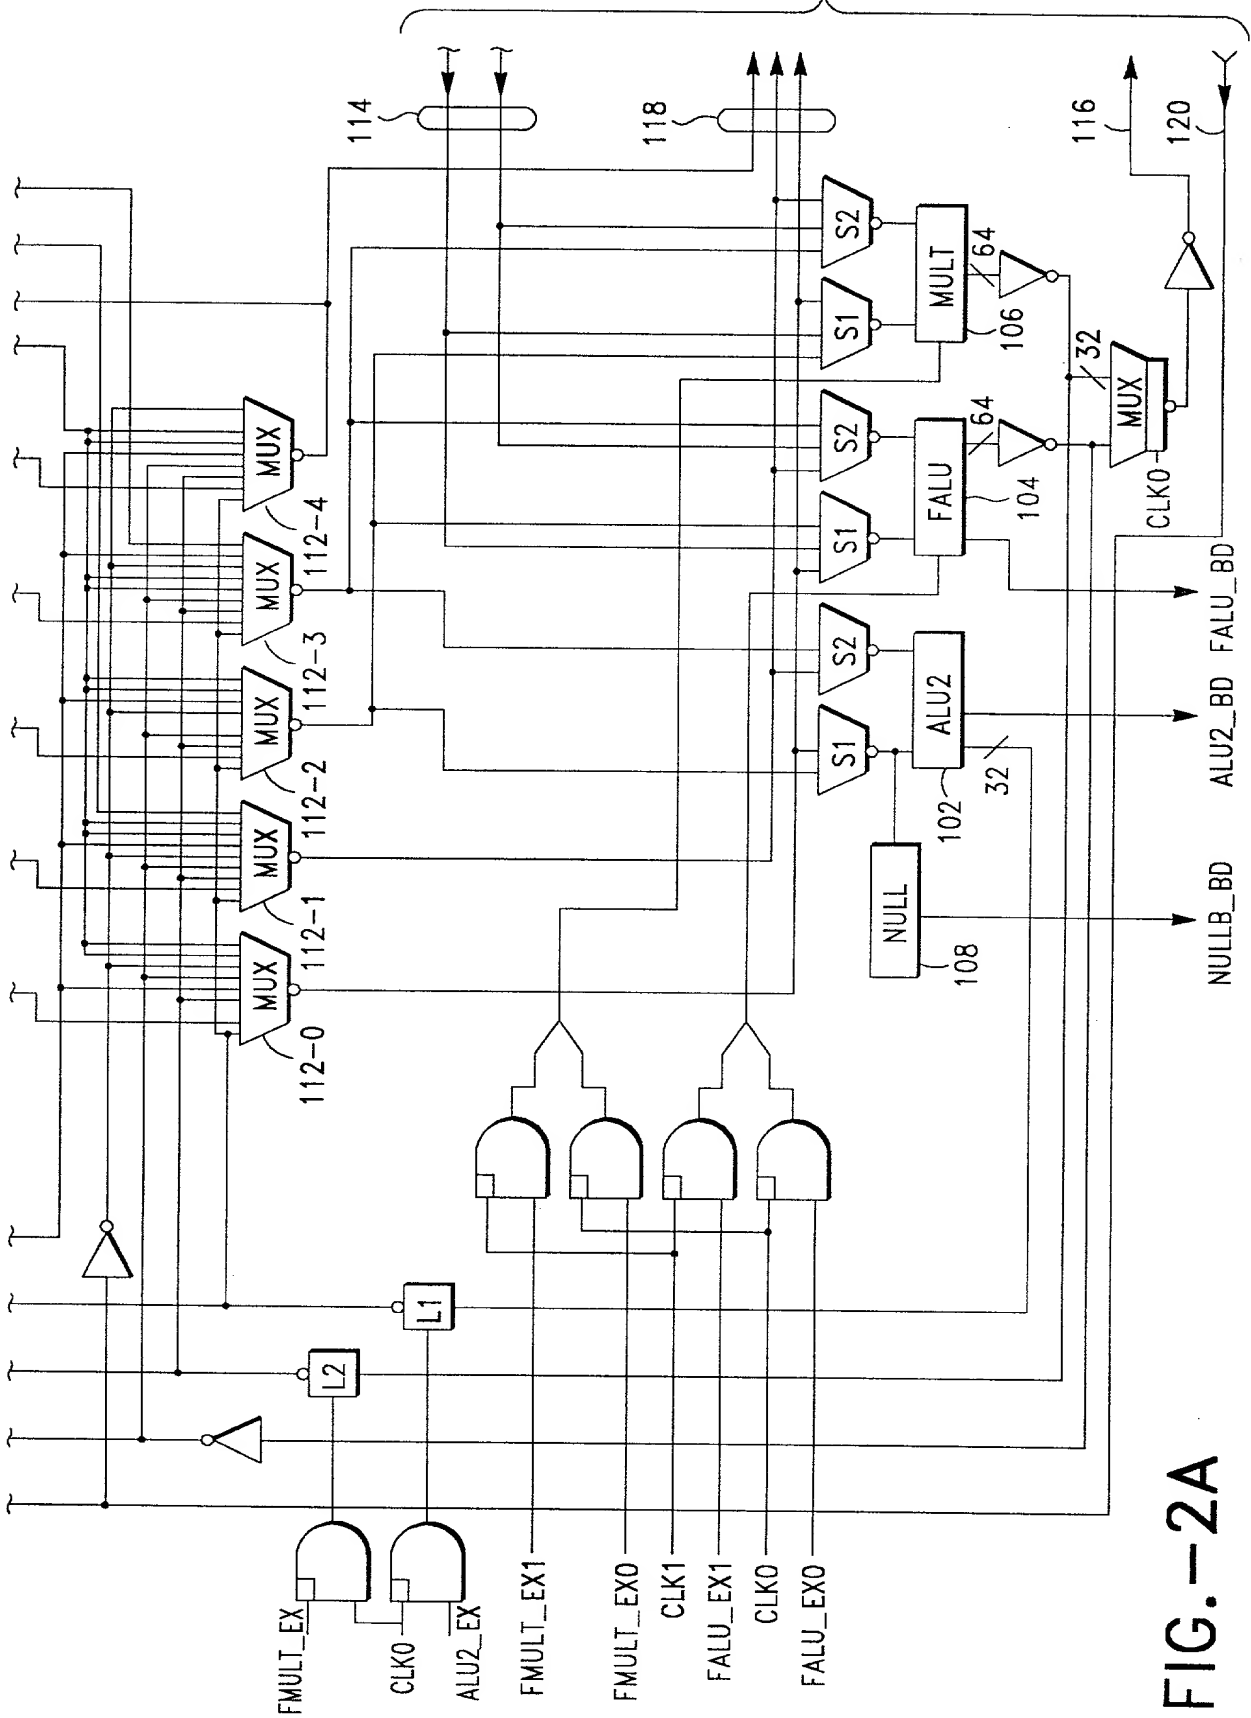 114
118
116
120
MUX
MUX
MUX
MUX
MUX
112-0
112-1
112-2
112-3
112-4
S1
S2
S1
S2
S1
S2
NULL
108
ALU2
102
32
FALU
104
64
MULT
106
64
32
MUX
CLK0
L2
L1
FMULT_EX
CLK0
ALU2_EX
FMULT_EX1
FMULT_EX0
CLK1
FALU_EX1
CLK0
FALU_EX0
NULLB_BD
ALU2_BD
FALU_BD
FIG.-2A